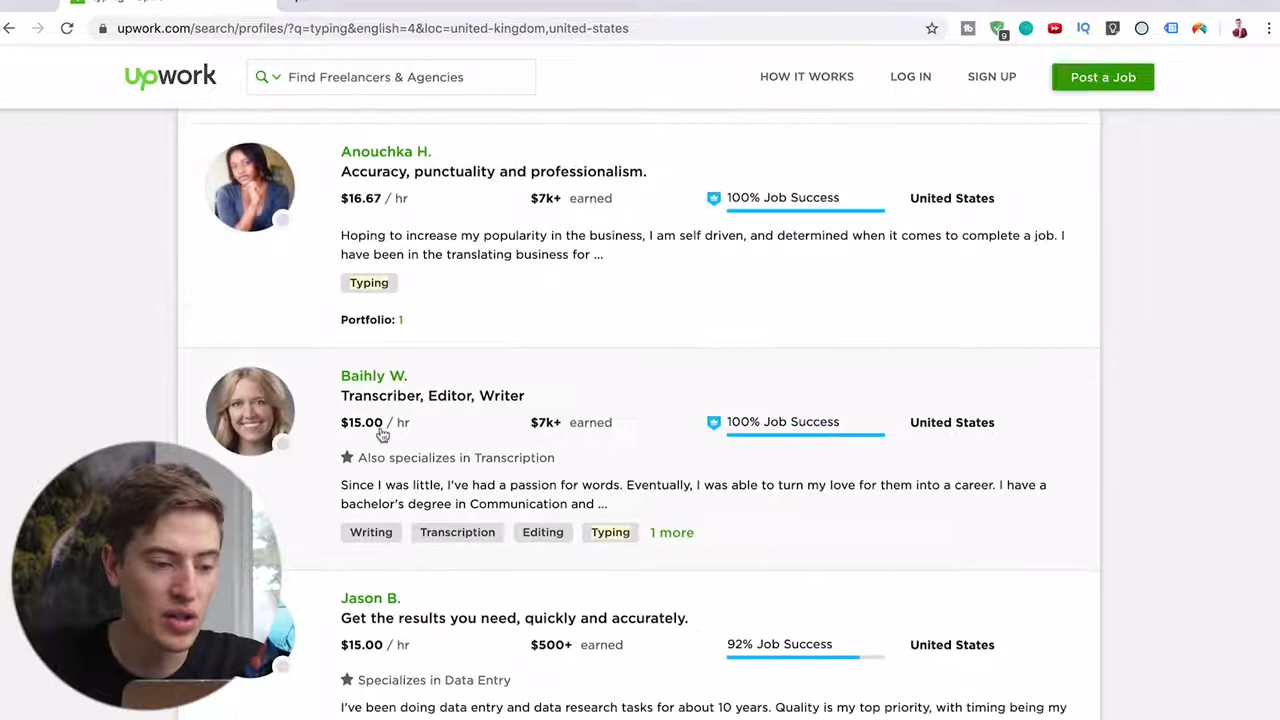 upwork.com/search/profiles/?q=typing&english=4&loc=united-kingdom,united-states
9
IQ
upwork
Find Freelancers & Agencies
HOW IT WORKS
LOG IN
SIGN UP
Post a Job
Anouchka H.
Accuracy, punctuality and professionalism.
$16.67 / hr
$7k+ earned
100% Job Success
United States
Hoping to increase my popularity in the business, I am self driven, and determined when it comes to complete a job. I
have been in the translating business for ...
Typing
Portfolio: 1
Baihly W.
Transcriber, Editor, Writer
$15.00 / hr
$7k+ earned
100% Job Success
United States
Also specializes in Transcription
Since I was little, I've had a passion for words. Eventually, I was able to turn my love for them into a career. I have a
bachelor's degree in Communication and ...
Writing
Transcription
Editing
Typing
1 more
Jason B.
Get the results you need, quickly and accurately.
$15.00 / hr
$500+ earned
92% Job Success
United States
Specializes in Data Entry
I've been doing data entry and data research tasks for about 10 years. Quality is my top priority, with timing being my